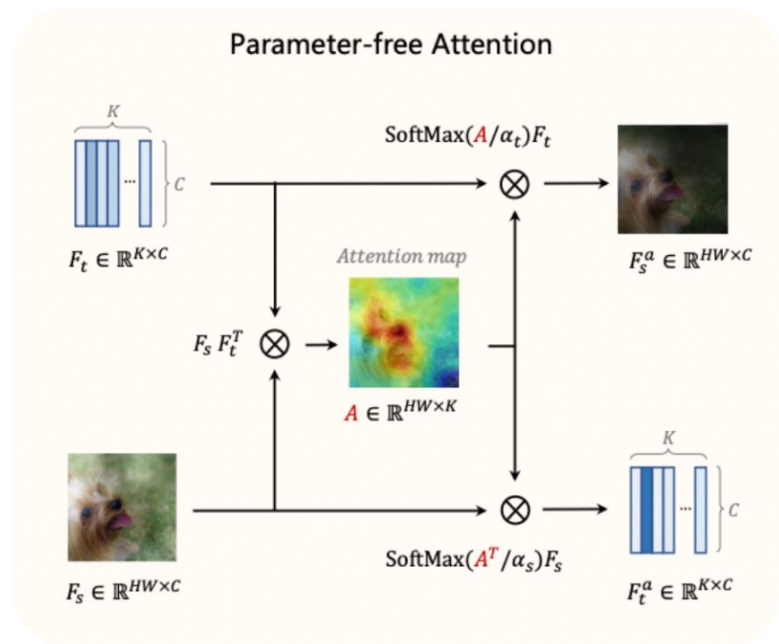 Parameter-free Attention
K
...
C
F_t ∈ ℝ^{K×C}
SoftMax(A/α_t)F_t
F_s^a ∈ ℝ^{HW×C}
Attention map
F_s F_t^T
A ∈ ℝ^{HW×K}
F_s ∈ ℝ^{HW×C}
SoftMax(A^T/α_s)F_s
K
...
C
F_t^a ∈ ℝ^{K×C}